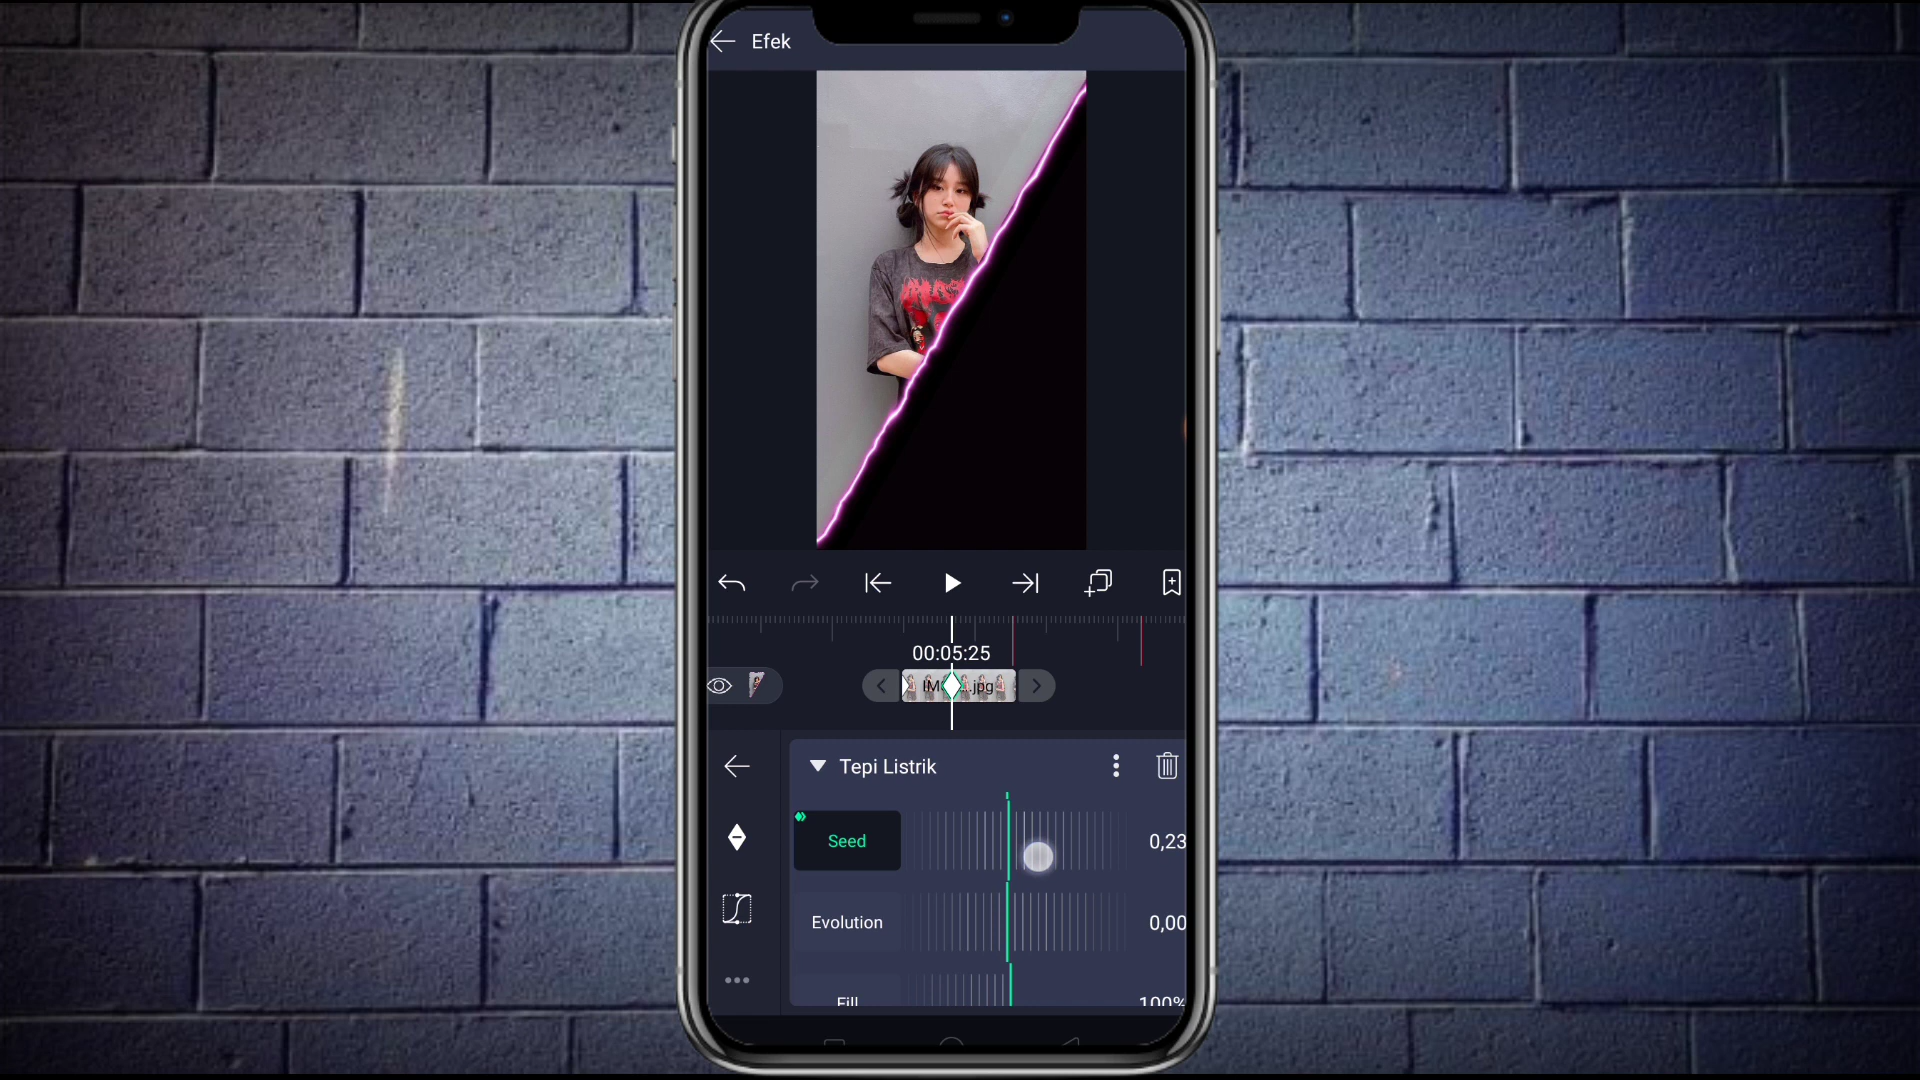 Efek
00:05:25
IM
.jpg
Tepi Listrik
Seed
0,23
Evolution
0,00
Fill
100%